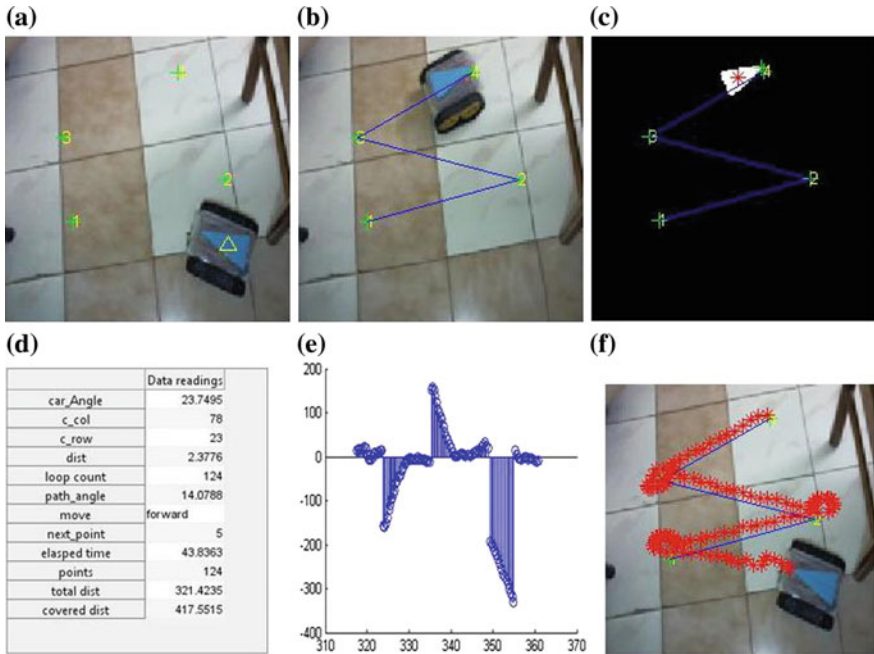 (a) (b) (c)
4
3
2
1
4
3
2
1
4
3
2
1
(d) (e) (f)
Data readings
car_Angle 23.7495
c_col 78
c_row 23
dist 2.3776
loop count 124
path_angle 14.0788
move forward
next_point 5
elasped time 43.8363
points 124
total dist 321.4235
covered dist 417.5515
200
100
0
-100
-200
-300
-400
310 320 330 340 350 360 370
2